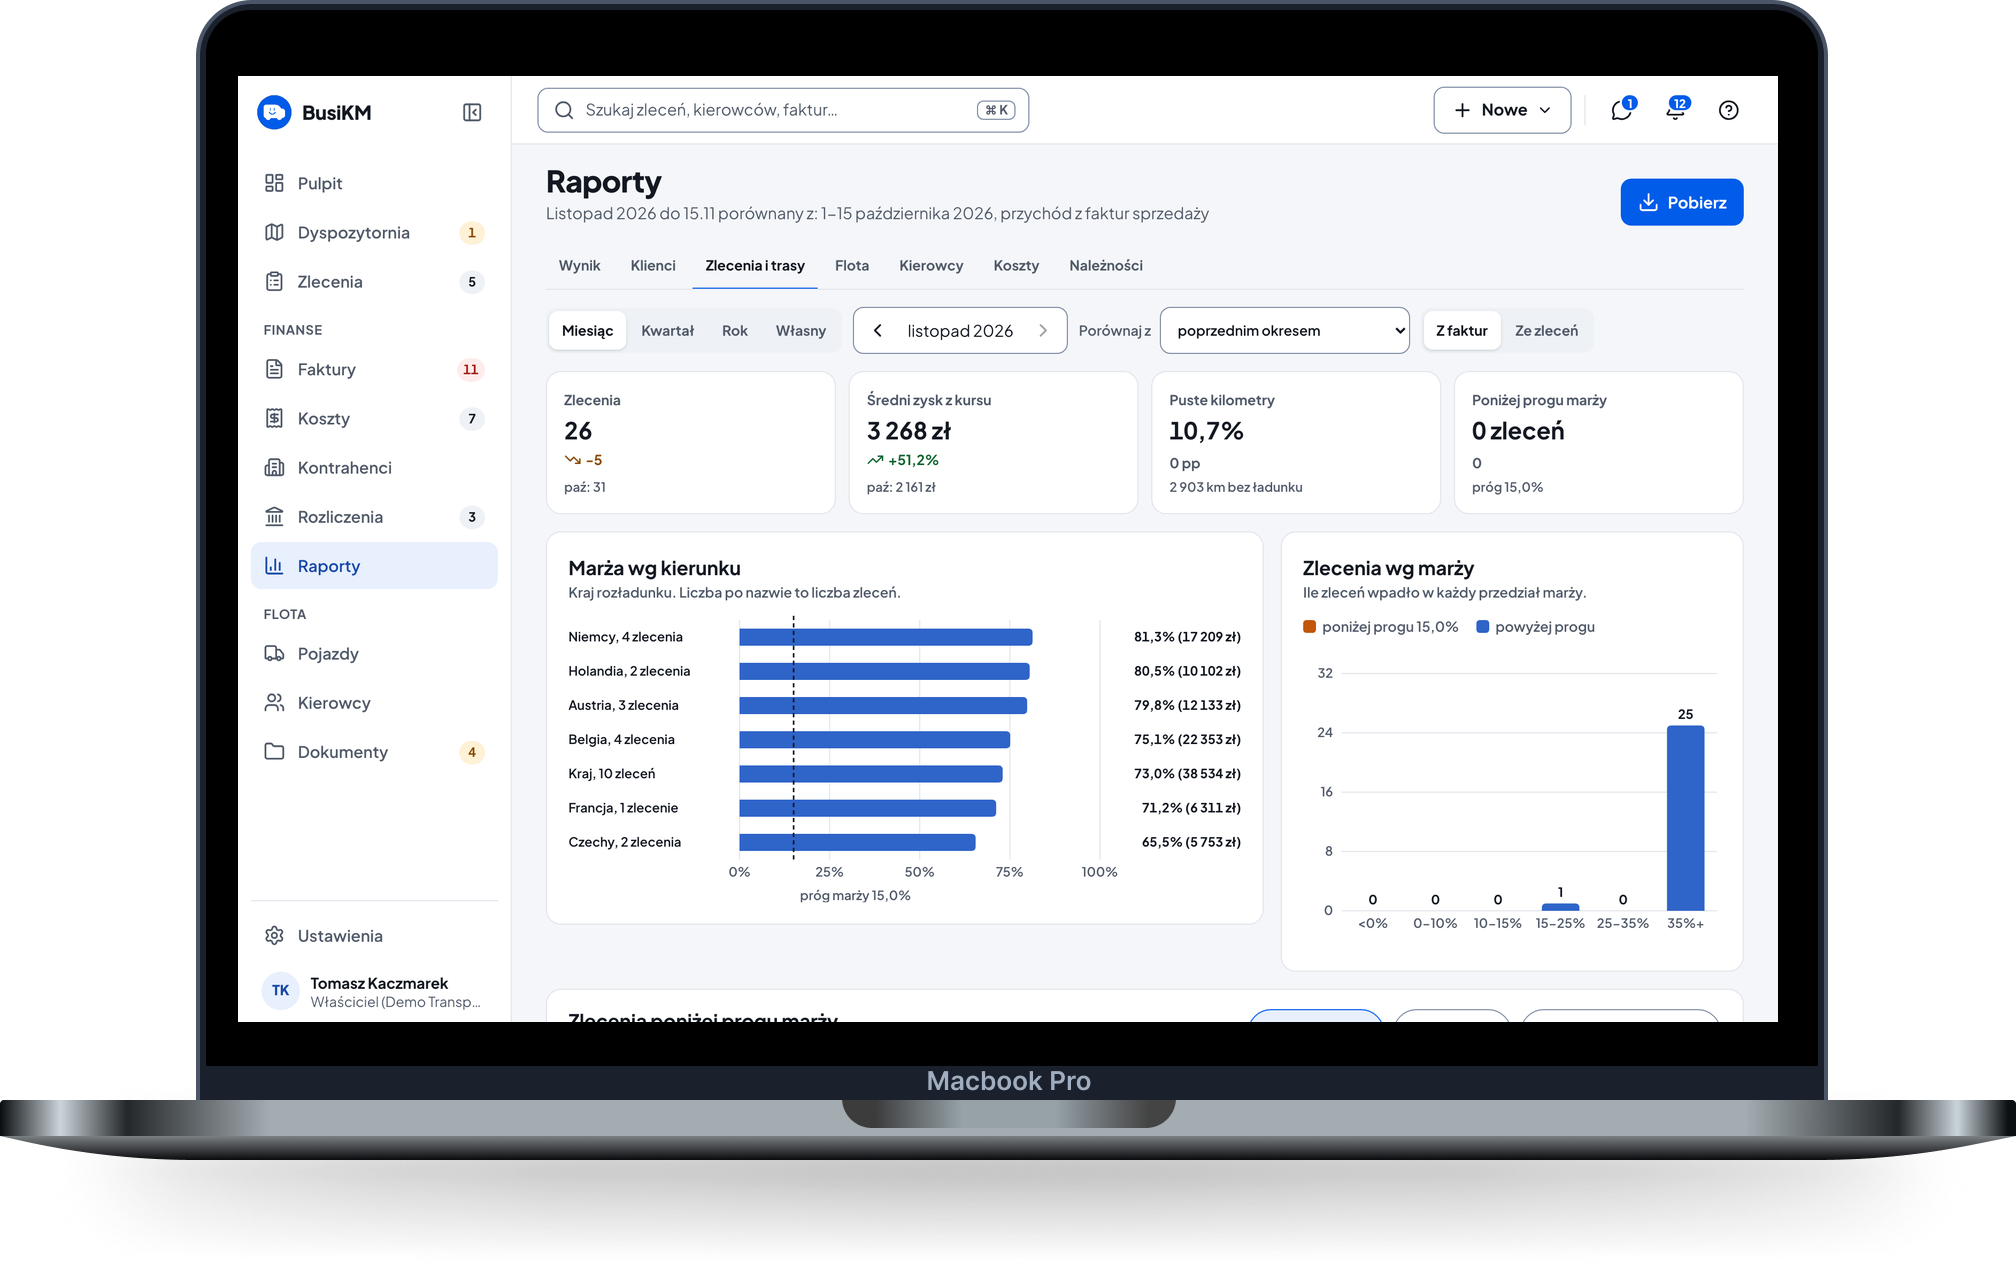 BusiKM
Szukaj zleceń, kierowców, faktur...
⌘ K
Nowe
1
12
Pulpit
Dyspozytornia 1
Zlecenia 5
FINANSE
Faktury 11
Koszty 7
Kontrahenci
Rozliczenia 3
Raporty
FLOTA
Pojazdy
Kierowcy
Dokumenty 4
Ustawienia
TK
Tomasz Kaczmarek
Właściciel (Demo Transp...
Raporty
Listopad 2026 do 15.11 porównany z: 1–15 października 2026, przychód z faktur sprzedaży
Pobierz
Wynik Klienci Zlecenia i trasy Flota Kierowcy Koszty Należności
Miesiąc Kwartał Rok Własny listopad 2026 Porównaj z poprzednim okresem Z faktur Ze zleceń
Zlecenia
26
−5
paź: 31
Średni zysk z kursu
3 268 zł
+51,2%
paź: 2 161 zł
Puste kilometry
10,7%
0 pp
2 903 km bez ładunku
Poniżej progu marży
0 zleceń
0
próg 15,0%
Marża wg kierunku
Kraj rozładunku. Liczba po nazwie to liczba zleceń.
Niemcy, 4 zlecenia 81,3% (17 209 zł)
Holandia, 2 zlecenia 80,5% (10 102 zł)
Austria, 3 zlecenia 79,8% (12 133 zł)
Belgia, 4 zlecenia 75,1% (22 353 zł)
Kraj, 10 zleceń 73,0% (38 534 zł)
Francja, 1 zlecenie 71,2% (6 311 zł)
Czechy, 2 zlecenia 65,5% (5 753 zł)
0% 25% 50% 75% 100%
próg marży 15,0%
Zlecenia wg marży
Ile zleceń wpadło w każdy przedział marży.
poniżej progu 15,0% powyżej progu
32
24
16
8
0
0 0 0 1 0 25
<0% 0–10% 10–15% 15–25% 25–35% 35%+
Zlecenia poniżej progu marży
Macbook Pro